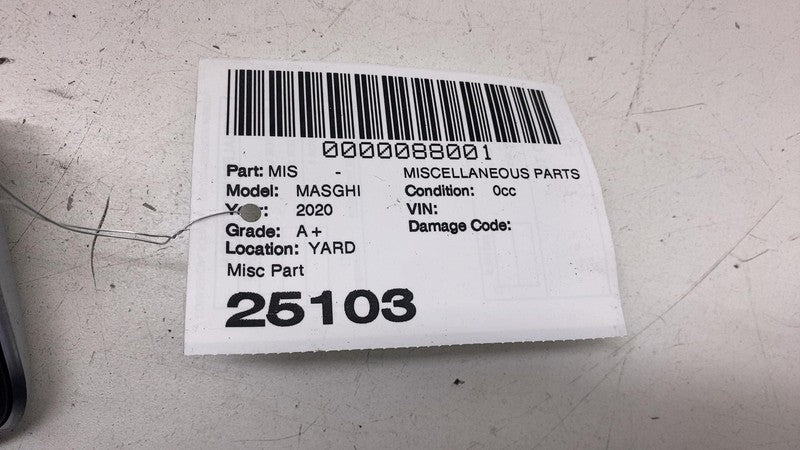 0000088001
Part: MIS - MISCELLANEOUS PARTS
Model: MASGHI Condition: 0cc
2020 VIN:
Grade: A+ Damage Code:
Location: YARD
Misc Part
25103